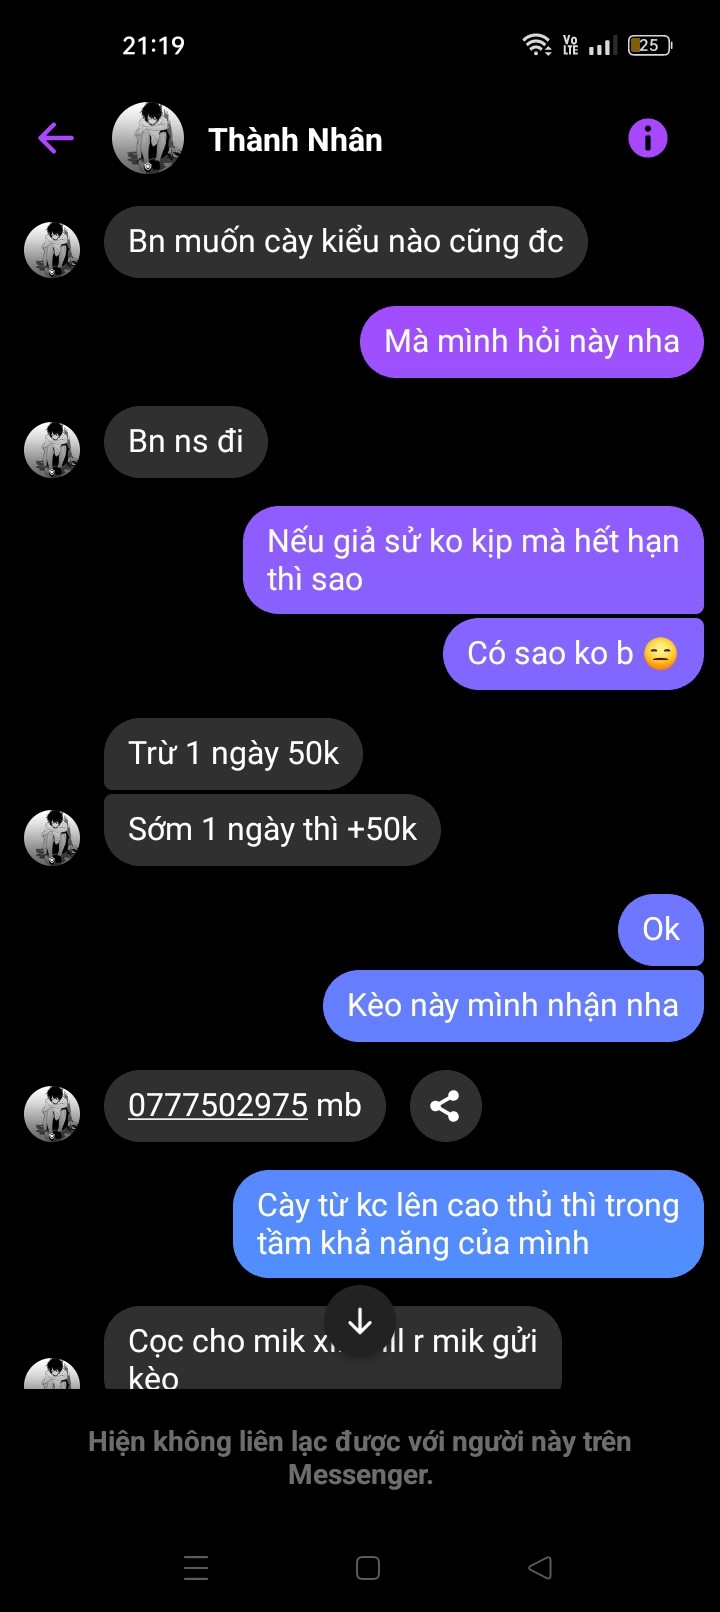 21:19
Vo
LTE
25
Thành Nhân
Bn muốn cày kiểu nào cũng đc
Mà mình hỏi này nha
Bn ns đi
Nếu giả sử ko kịp mà hết hạn
thì sao
Có sao ko b 😑
Trừ 1 ngày 50k
Sớm 1 ngày thì +50k
Ok
Kèo này mình nhận nha
0777502975 mb
Cày từ kc lên cao thủ thì trong
tầm khả năng của mình
Cọc cho mik r mik gửi
kèo
Hiện không liên lạc được với người này trên
Messenger.